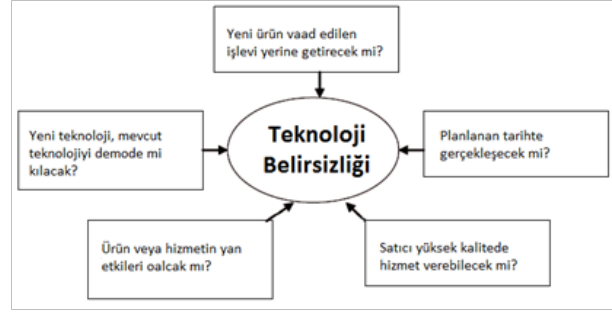 Yeni ürün vaad edilen
işlevi yerine getirecek mi?
Yeni teknoloji, mevcut
teknolojiyi demode mi
kılacak?
Teknoloji
Belirsizliği
Planlanan tarihte
gerçekleşecek mi?
Ürün veya hizmetin yan
etkileri oalcak mı?
Satıcı yüksek kalitede
hizmet verebilecek mi?